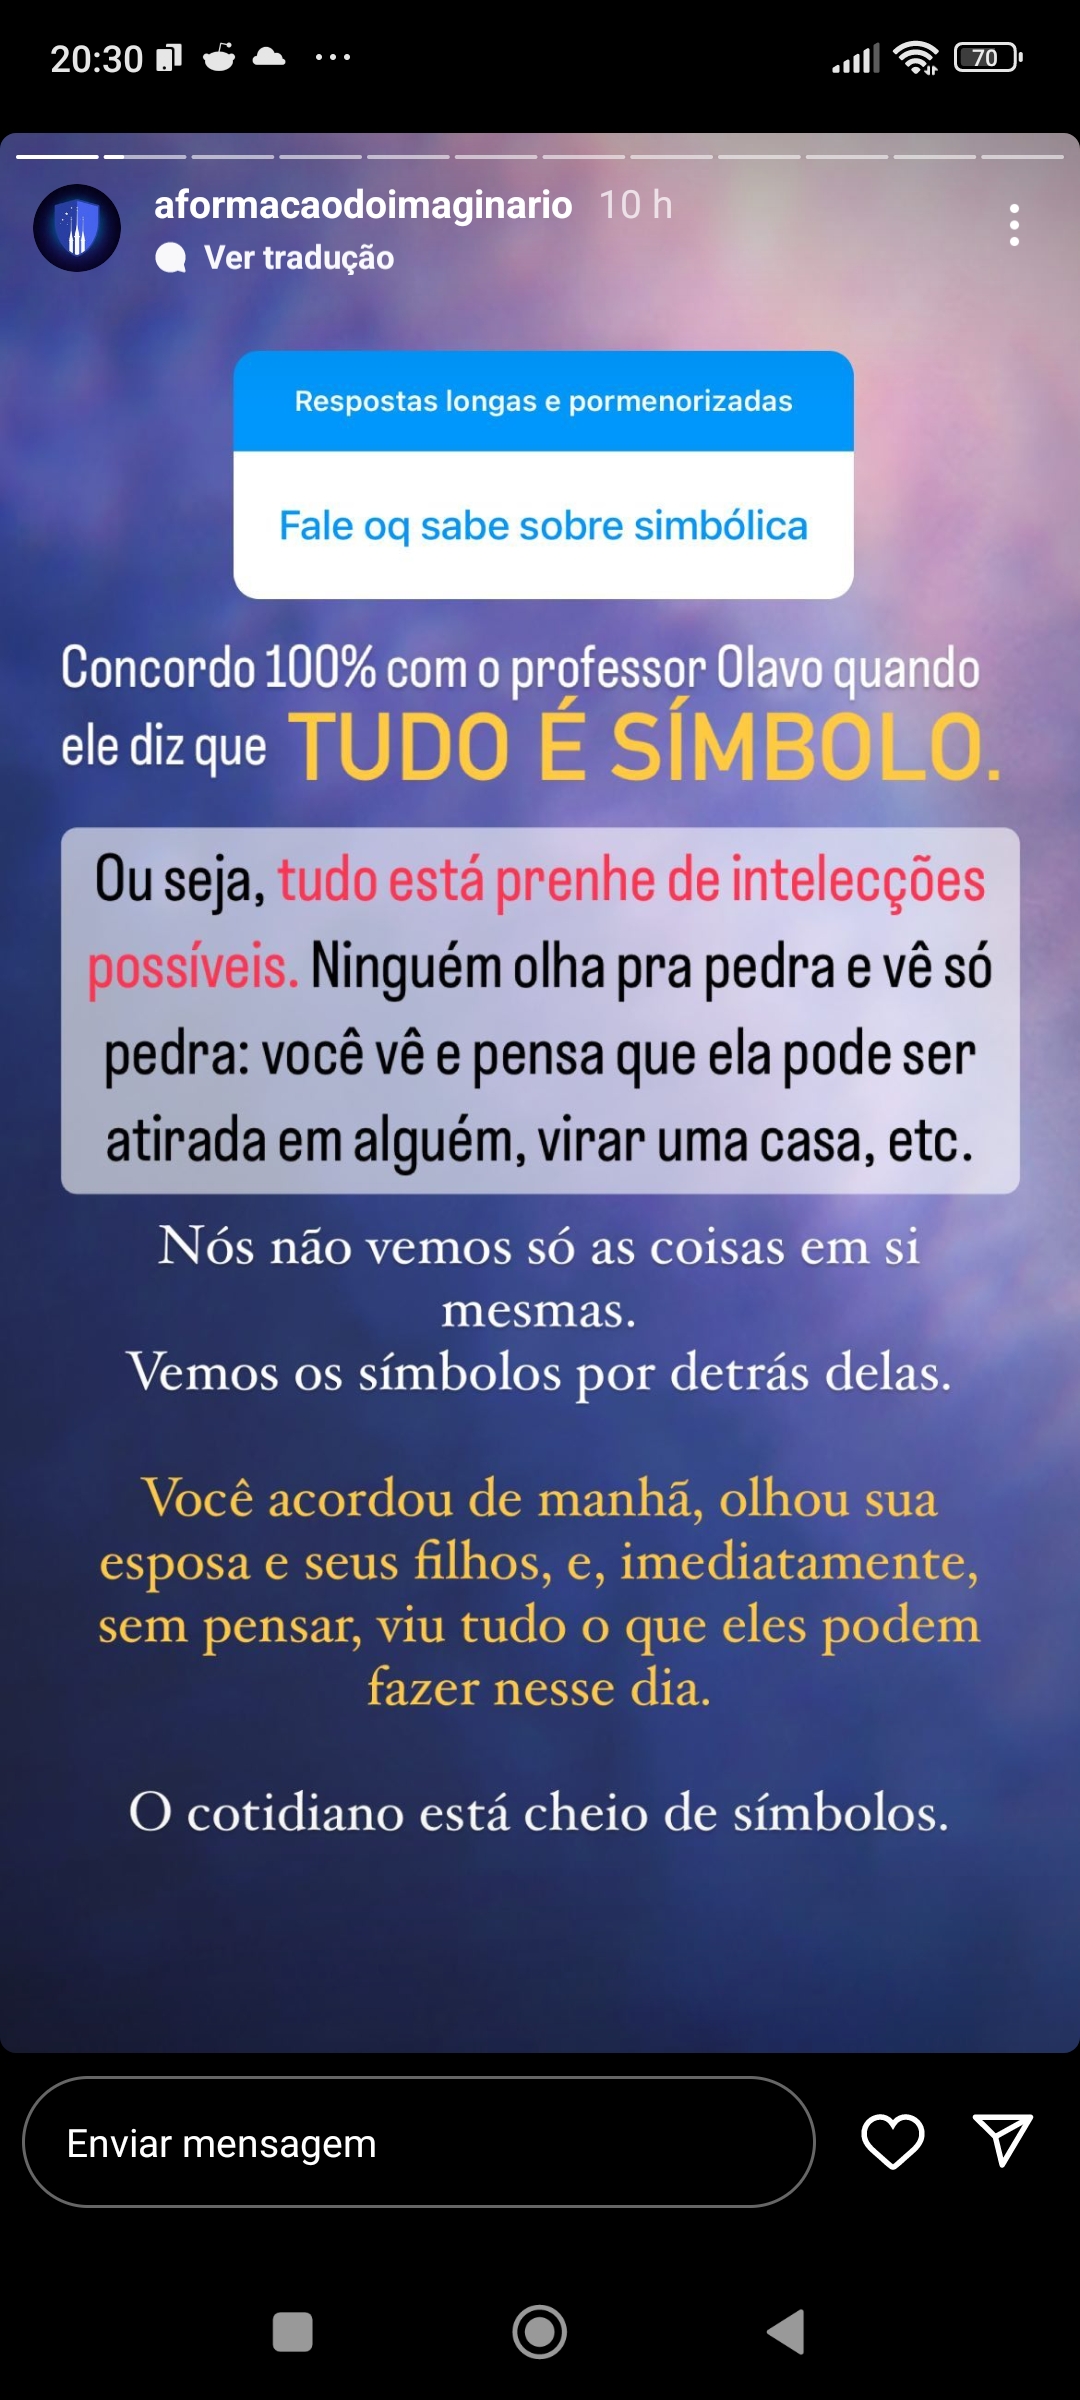 20:30
70
aformacaodoimaginario 10 h
Ver tradução
Respostas longas e pormenorizadas
Fale oq sabe sobre simbólica
Concordo 100% com o professor Olavo quando
ele diz que TUDO É SÍMBOLO.
Ou seja, tudo está prenhe de intelecções
possíveis. Ninguém olha pra pedra e vê só
pedra: você vê e pensa que ela pode ser
atirada em alguém, virar uma casa, etc.
Nós não vemos só as coisas em si
mesmas.
Vemos os símbolos por detrás delas.
Você acordou de manhã, olhou sua
esposa e seus filhos, e, imediatamente,
sem pensar, viu tudo o que eles podem
fazer nesse dia.
O cotidiano está cheio de símbolos.
Enviar mensagem